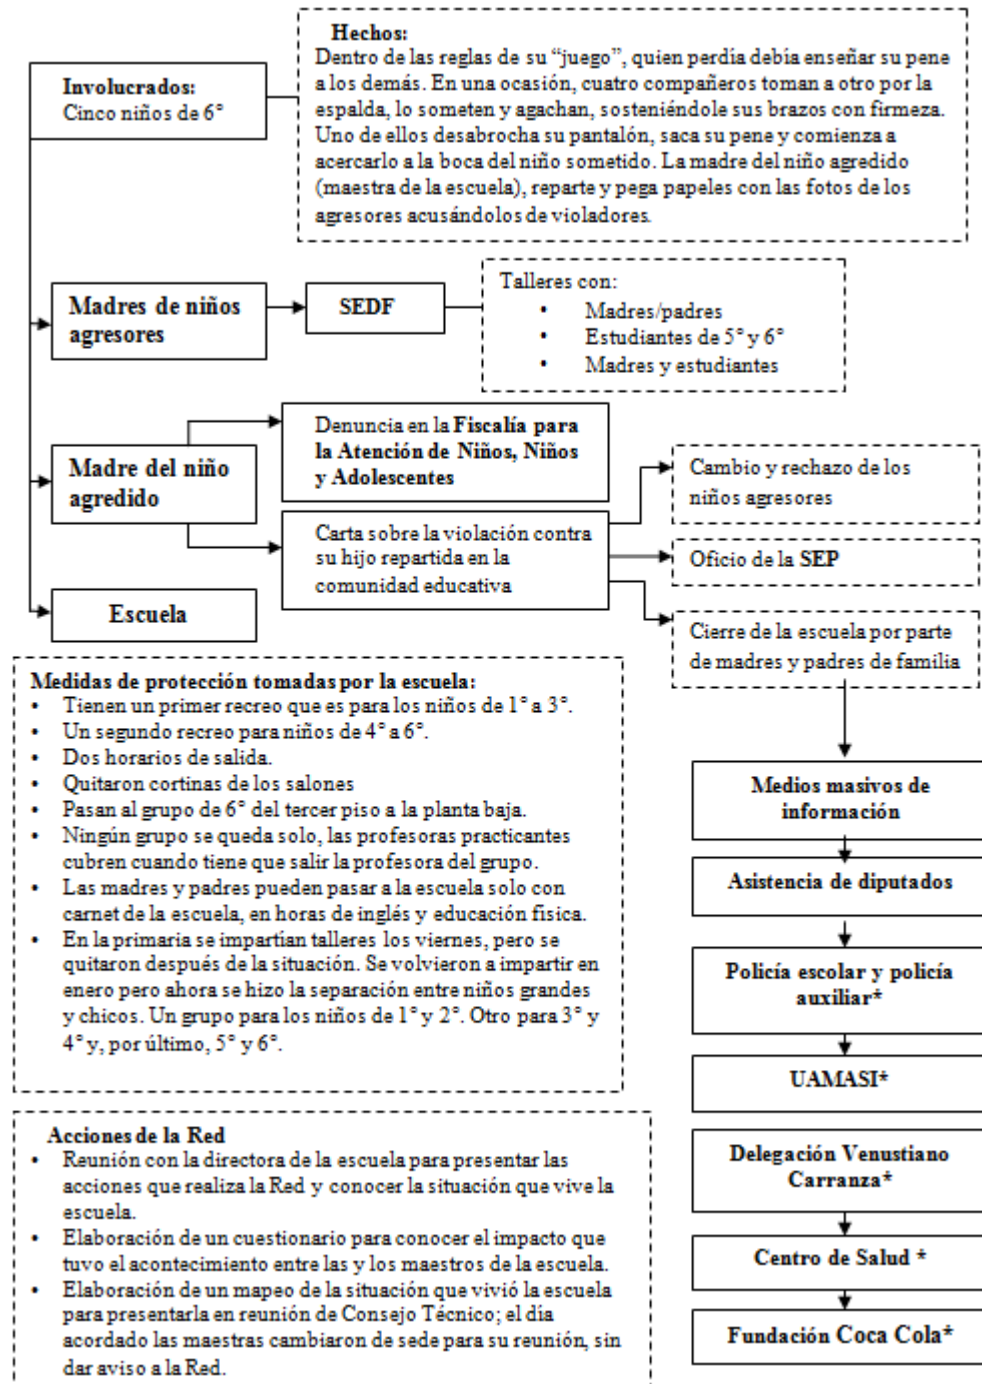 Hechos:
Dentro de las reglas de su “juego”, quien perdía debía enseñar su pene
a los demás. En una ocasión, cuatro compañeros toman a otro por la
espalda, lo someten y agachan, sosteniéndole sus brazos con firmeza.
Uno de ellos desabrocha su pantalón, saca su pene y comienza a
acercarlo a la boca del niño sometido. La madre del niño agredido
(maestra de la escuela), reparte y pega papeles con las fotos de los
agresores acusándolos de violadores.
Involucrados:
Cinco niños de 6°
Madres de niños
agresores
SEDF
Talleres con:
• Madres/padres
• Estudiantes de 5° y 6°
• Madres y estudiantes
Madre del niño
agredido
Denuncia en la Fiscalía para
la Atención de Niños, Niños
y Adolescentes
Carta sobre la violación contra
su hijo repartida en la
comunidad educativa
Cambio y rechazo de los
niños agresores
Oficio de la SEP
Cierre de la escuela por parte
de madres y padres de familia
Escuela
Medidas de protección tomadas por la escuela:
• Tienen un primer recreo que es para los niños de 1° a 3°.
• Un segundo recreo para niños de 4° a 6°.
• Dos horarios de salida.
• Quitaron cortinas de los salones
• Pasan al grupo de 6° del tercer piso a la planta baja.
• Ningún grupo se queda solo, las profesoras practicantes
cubren cuando tiene que salir la profesora del grupo.
• Las madres y padres pueden pasar a la escuela solo con
carnet de la escuela, en horas de inglés y educación física.
• En la primaria se impartían talleres los viernes, pero se
quitaron después de la situación. Se volvieron a impartir en
enero pero ahora se hizo la separación entre niños grandes
y chicos. Un grupo para los niños de 1° y 2°. Otro para 3° y
4° y, por último, 5° y 6°.
Medios masivos de
información
Asistencia de diputados
Policía escolar y policía
auxiliar*
UAMASI*
Delegación Venustiano
Carranza*
Centro de Salud *
Fundación Coca Cola*
Acciones de la Red
• Reunión con la directora de la escuela para presentar las
acciones que realiza la Red y conocer la situación que vive la
escuela.
• Elaboración de un cuestionario para conocer el impacto que
tuvo el acontecimiento entre las y los maestros de la escuela.
• Elaboración de un mapeo de la situación que vivió la escuela
para presentarla en reunión de Consejo Técnico; el día
acordado las maestras cambiaron de sede para su reunión, sin
dar aviso a la Red.